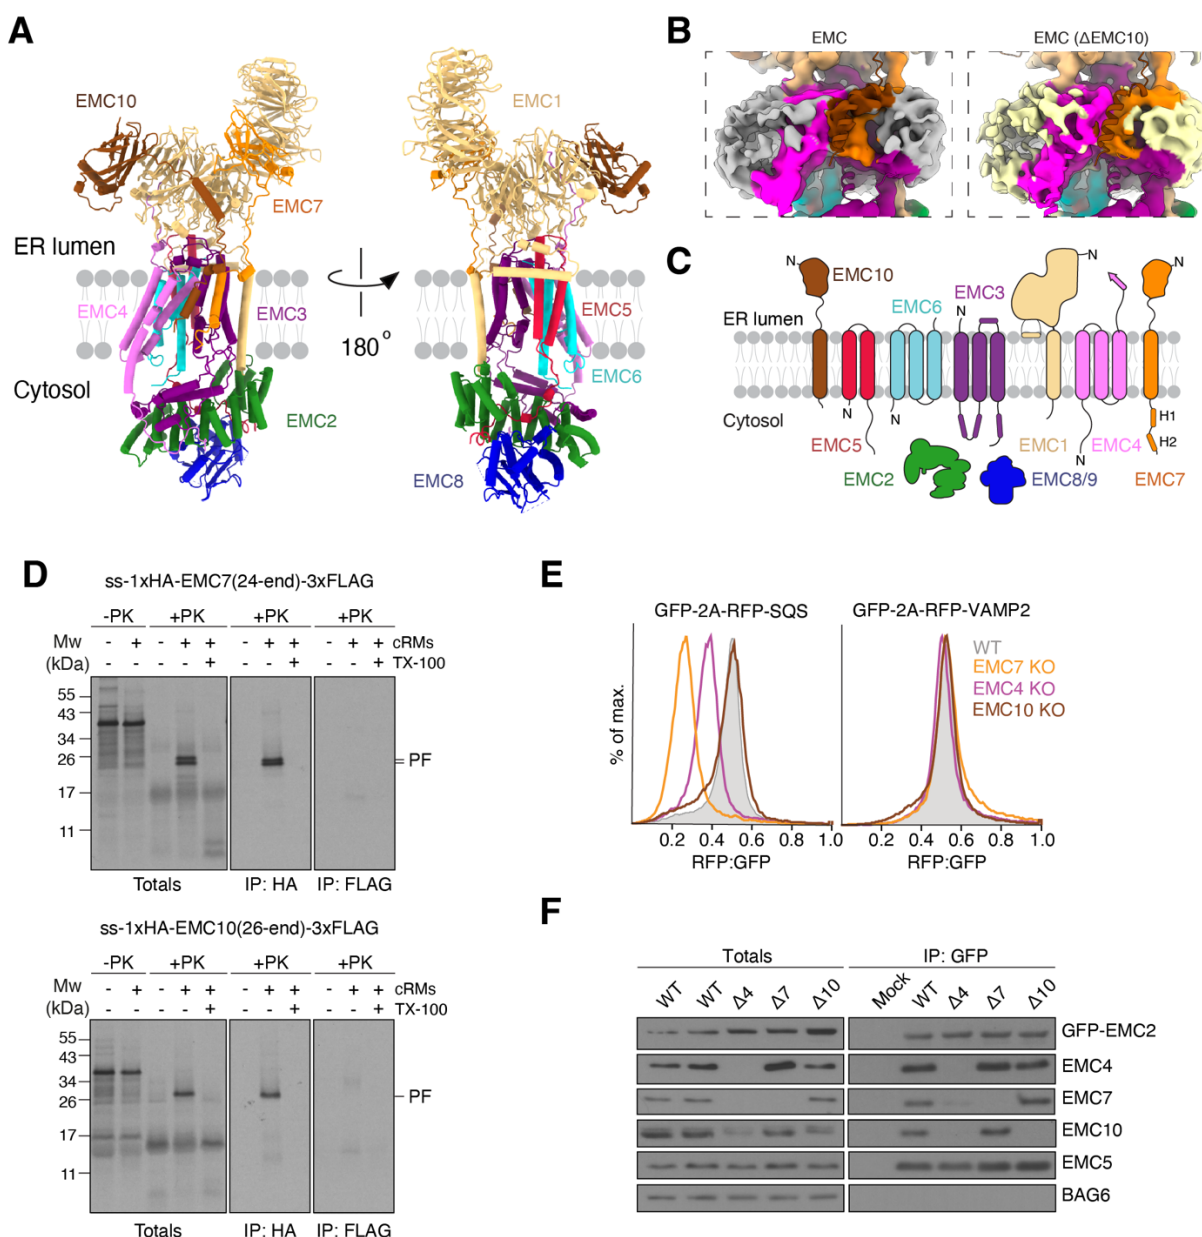 A
EMC10
EMC1
EMC7
ER lumen
EMC4
EMC3
EMC5
180°
EMC6
Cytosol
EMC2
EMC8
B
EMC
EMC (ΔEMC10)
C
N
EMC10
EMC6
EMC3
N
N
N
N
ER lumen
Cytosol
N
N
N
H1
H2
EMC5
EMC1
EMC4
EMC2
EMC8/9
EMC7
D
ss-1xHA-EMC7(24-end)-3xFLAG
-PK +PK +PK +PK
Mw - + - + + - + + - + + cRMs
(kDa) - - - - + - - + - - + TX-100
55
43
34
26
17
11
PF
Totals IP: HA IP: FLAG
ss-1xHA-EMC10(26-end)-3xFLAG
-PK +PK +PK +PK
Mw - + - + + - + + - + + cRMs
(kDa) - - - - + - - + - - + TX-100
55
43
34
26
17
11
PF
Totals IP: HA IP: FLAG
E
GFP-2A-RFP-SQS
GFP-2A-RFP-VAMP2
WT
EMC7 KO
EMC4 KO
EMC10 KO
% of max.
0.2 0.4 0.6 0.8 1.0
RFP:GFP
0.2 0.4 0.6 0.8 1.0
RFP:GFP
F
Totals IP: GFP
WT WT Δ4 Δ7 Δ10 Mock WT Δ4 Δ7 Δ10
GFP-EMC2
EMC4
EMC7
EMC10
EMC5
BAG6